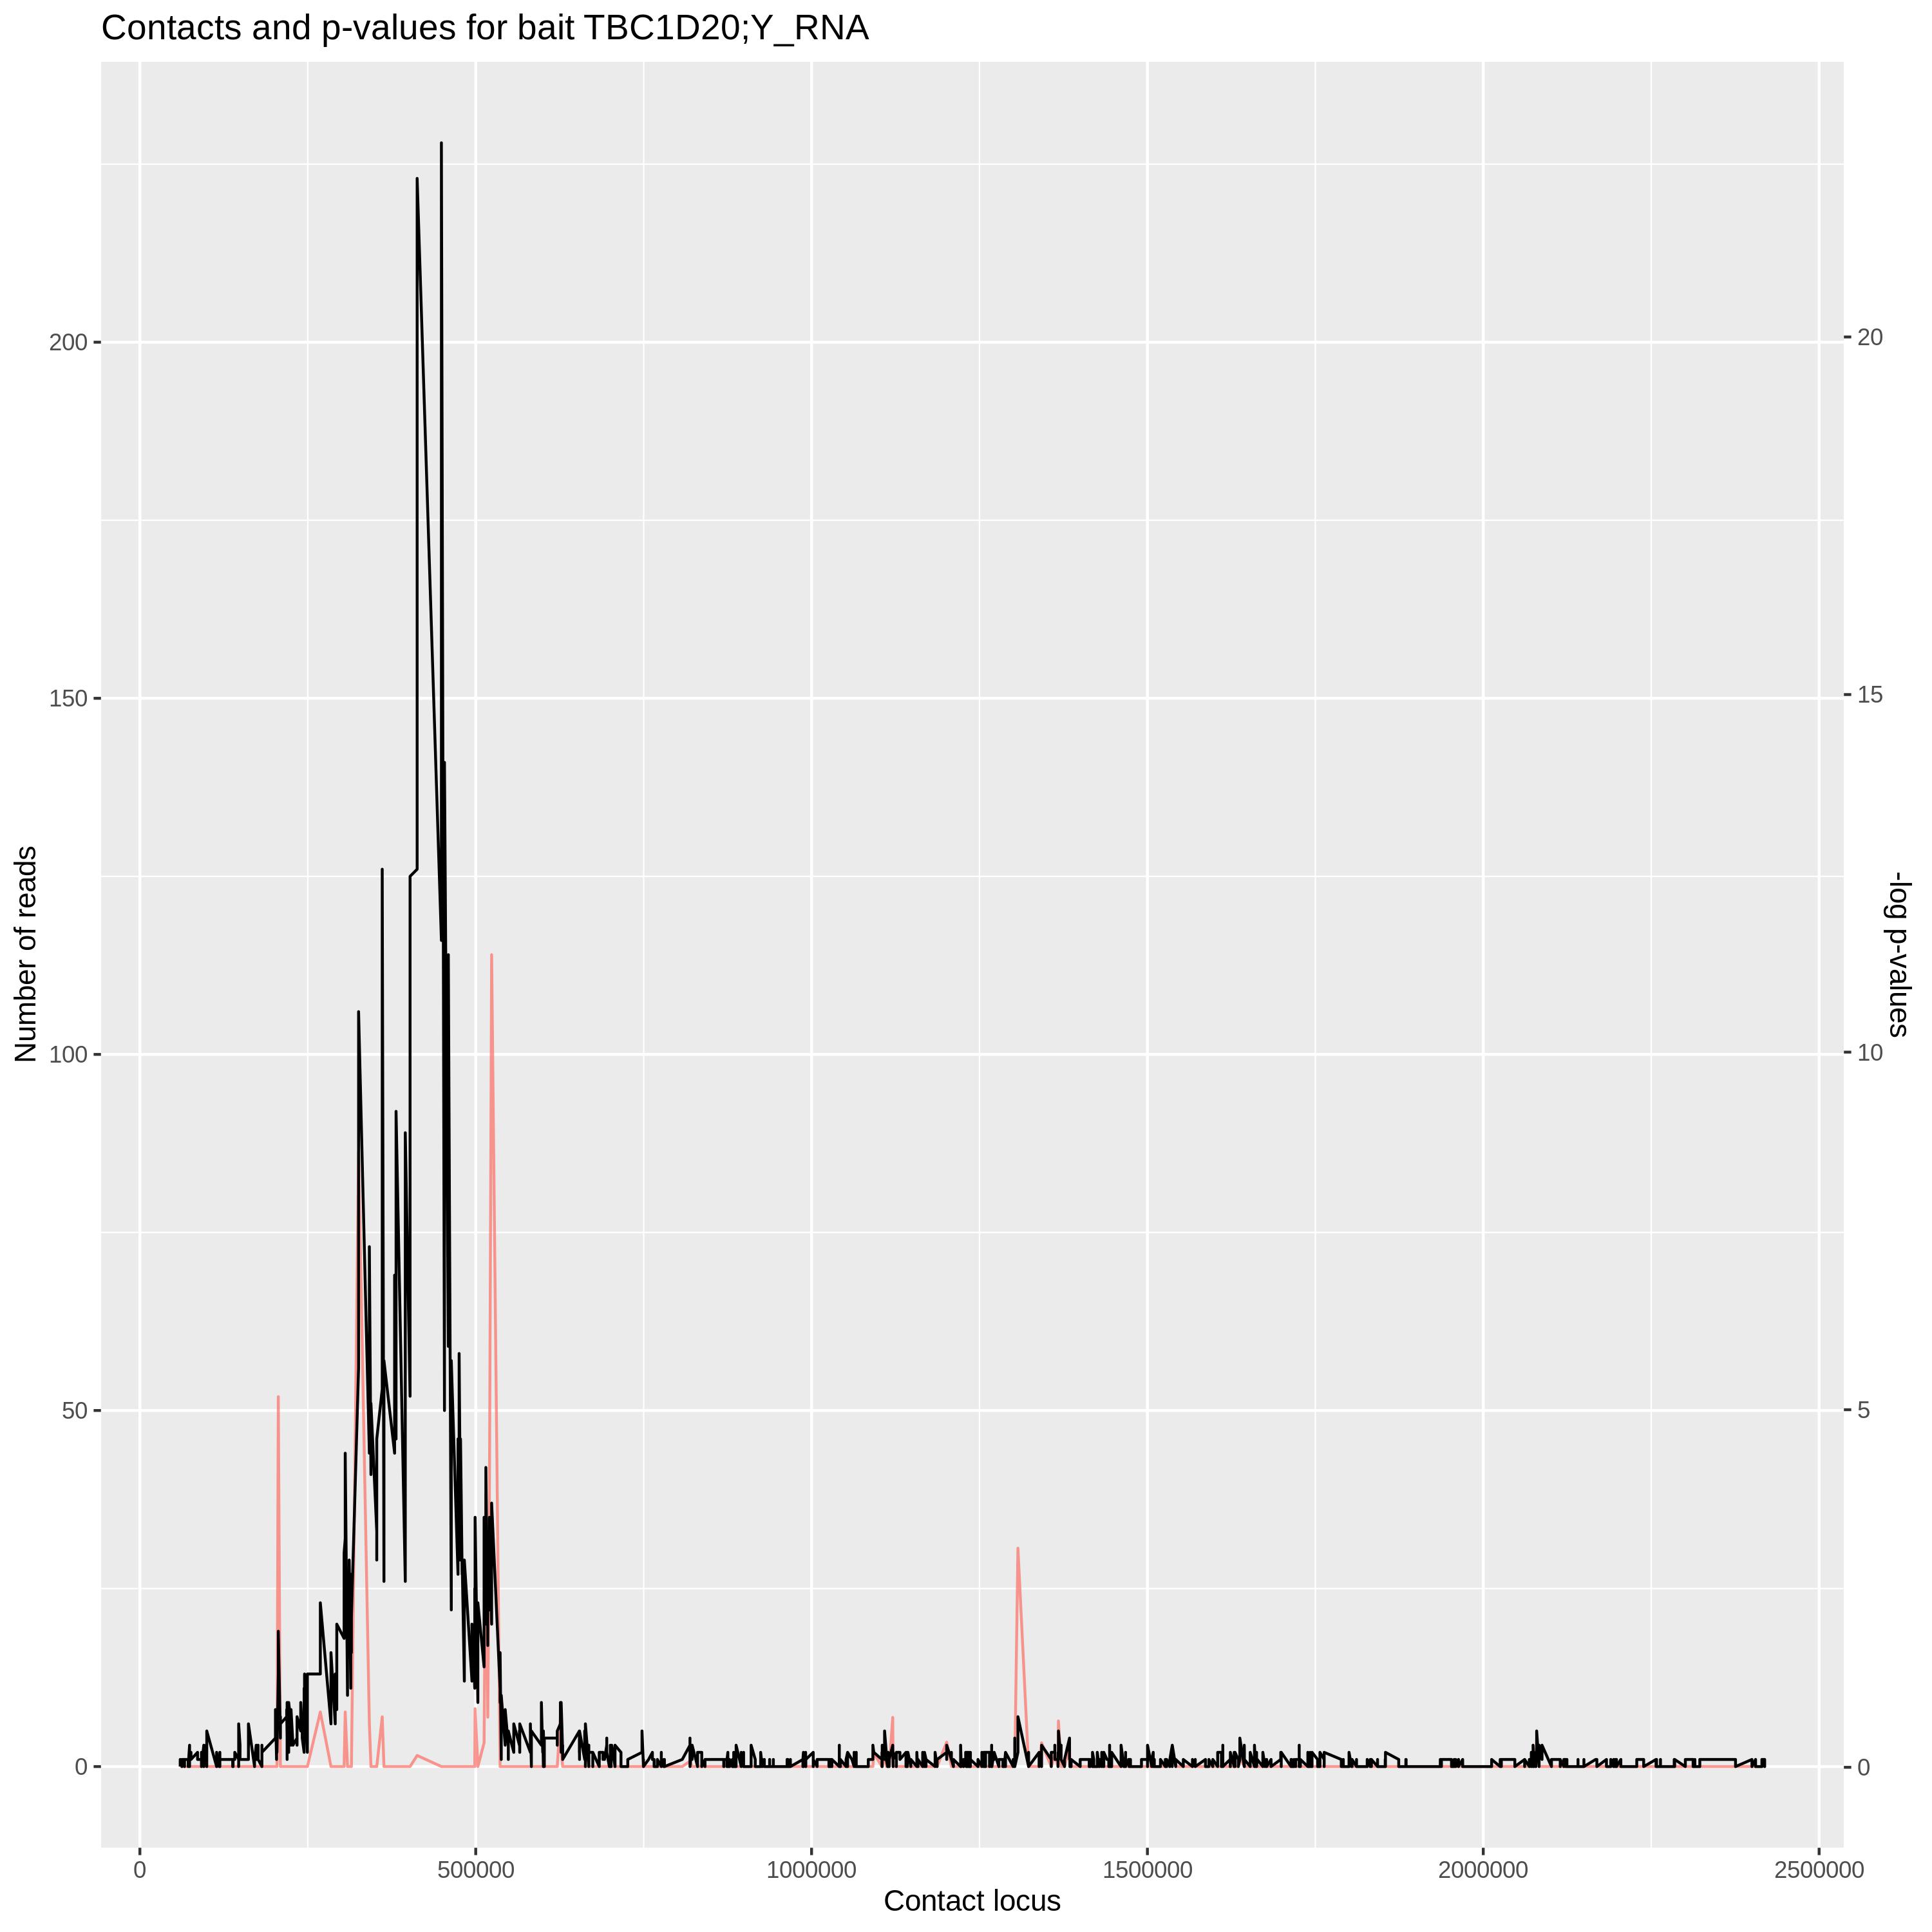 Contacts and p-values for bait TBC1D20;Y_RNA
Number of reads
200
150
100
50
0
20
15
10
5
0
-log p-values
0 500000 1000000 1500000 2000000 2500000
Contact locus